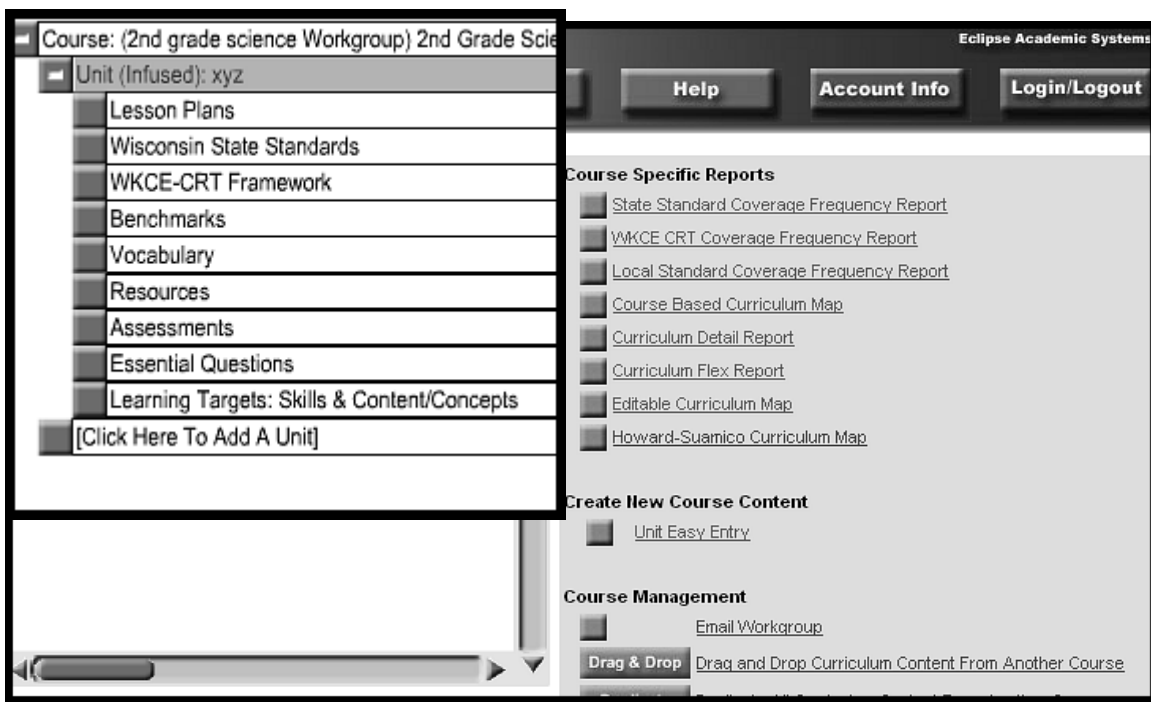 Course: (2nd grade science Workgroup) 2nd Grade Scie
Unit (Infused): xyz
Lesson Plans
Wisconsin State Standards
WKCE-CRT Framework
Benchmarks
Vocabulary
Resources
Assessments
Essential Questions
Learning Targets: Skills & Content/Concepts
[Click Here To Add A Unit]
Eclipse Academic Systems
Help
Account Info
Login/Logout
Course Specific Reports
State Standard Coverage Frequency Report
WKCE CRT Coverage Frequency Report
Local Standard Coverage Frequency Report
Course Based Curriculum Map
Curriculum Detail Report
Curriculum Flex Report
Editable Curriculum Map
Howard-Suamico Curriculum Map
Create New Course Content
Unit Easy Entry
Course Management
Email Workgroup
Drag & Drop Drag and Drop Curriculum Content From Another Course